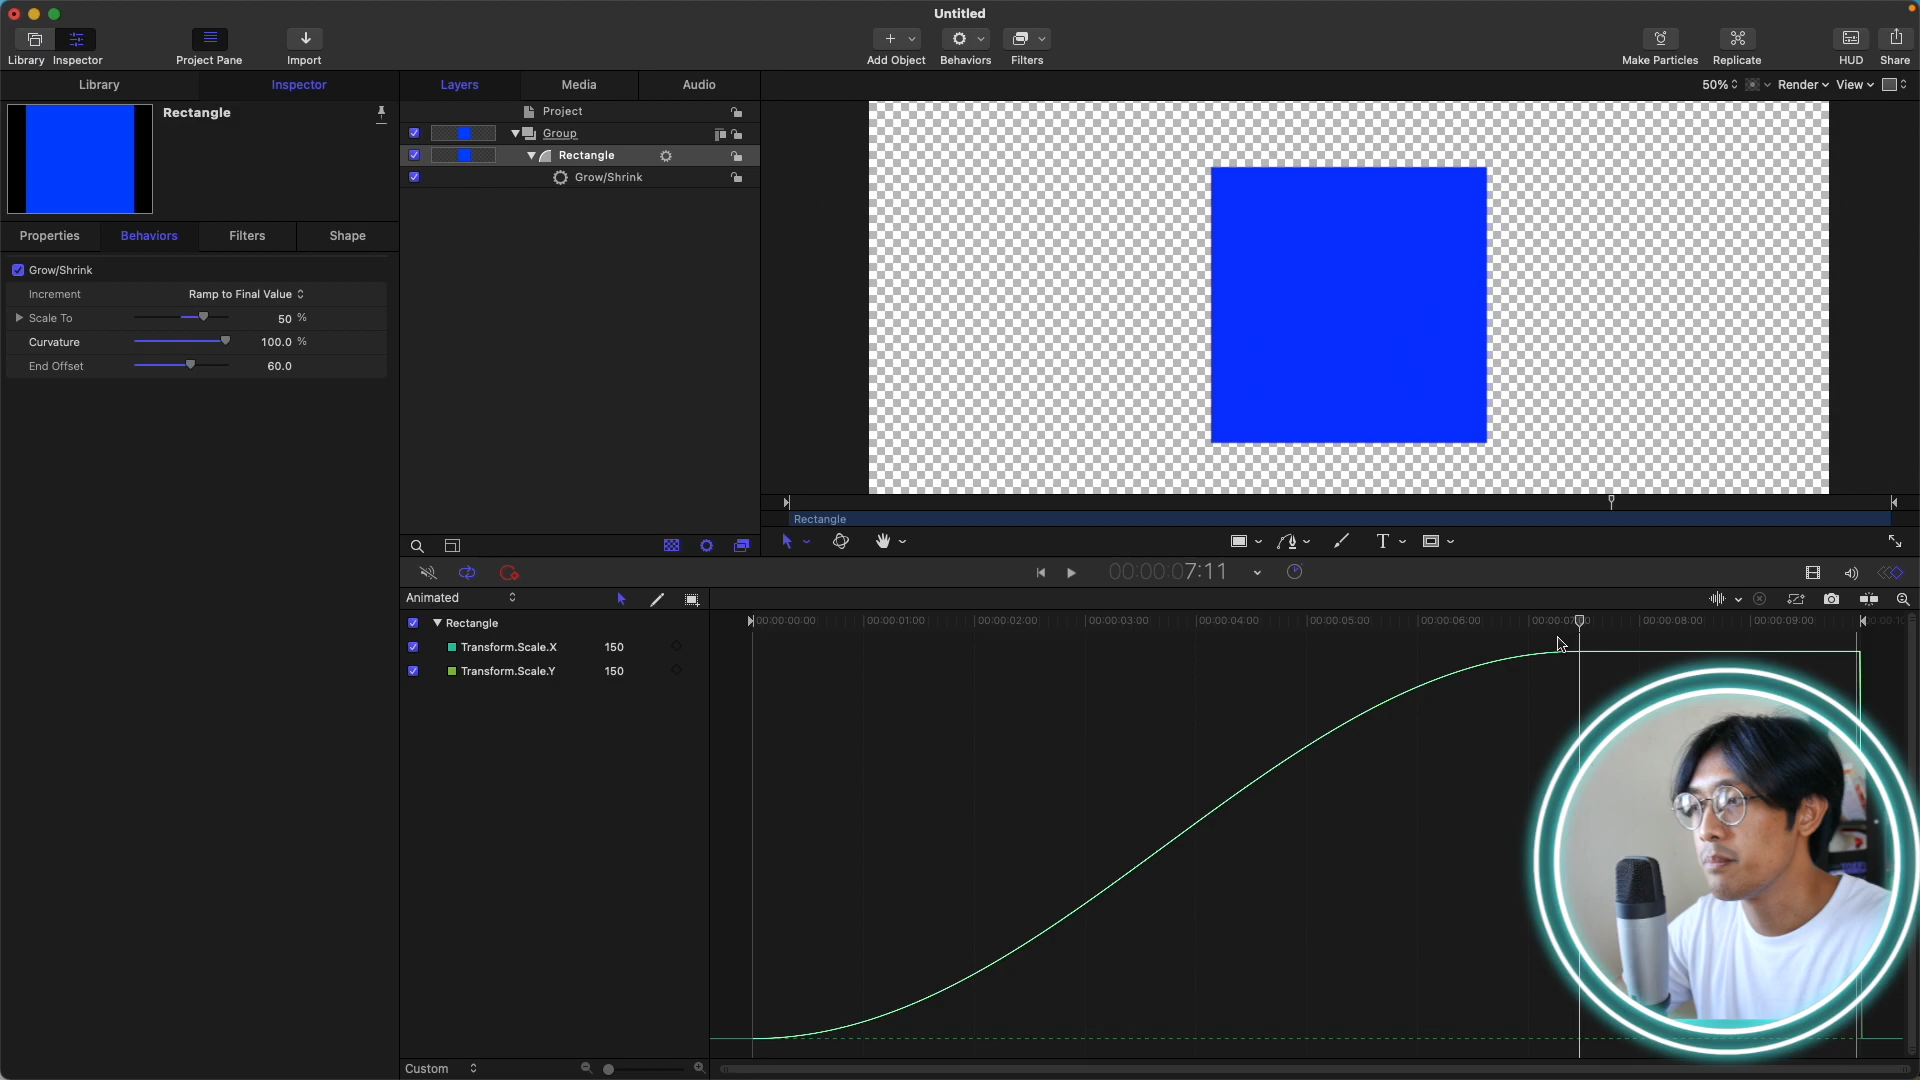 Untitled
Library
Inspector
Project Pane
Import
Add Object
Behaviors
Filters
Make Particles
Replicate
HUD
Share
Library
Inspector
Layers
Media
Audio
50%
Render
View
Rectangle
Project
Group
Rectangle
Grow/Shrink
Properties
Behaviors
Filters
Shape
Grow/Shrink
Increment
Ramp to Final Value
Scale To
50 %
Curvature
100.0 %
End Offset
60.0
Rectangle
T
00:00:07:11
Animated
00:00:00:00
00:00:01:00
00:00:02:00
00:00:03:00
00:00:04:00
00:00:05:00
00:00:06:00
00:00:08:00
00:00:09:00
Rectangle
Transform.Scale.X
150
Transform.Scale.Y
150
Custom